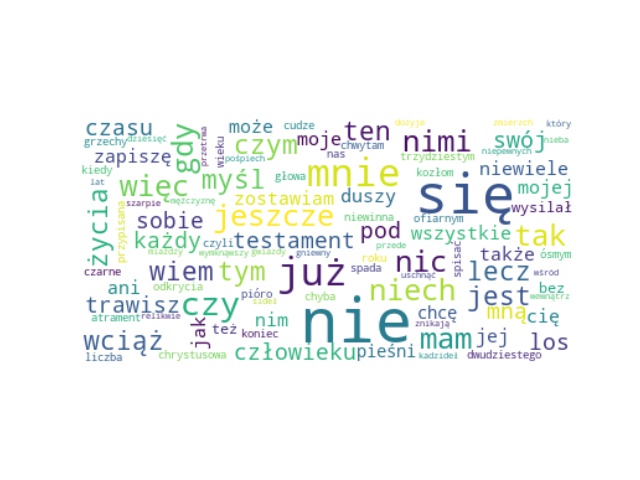 czasu może cudze ten dożyje zmierzch który
grzechy dziesięć gdy przetrwa wieku czym moje chwytam nimi swój nieba
zapiszę pośpiech nas trzydziestym niepewnych
kiedy więc myśl głowa mnie kozłom niewiele
lat szarpie mężczyznę zostawiam duszy się mojej
życia przypisana sobie jeszcze niewinna ofiarnym wysilał
każdy czyli testament pod wszystkie tak
miażdży wymknąwszy gwiazdy gniewny przede także ósmym
czarne wiem tym już roku spada nic spisać lecz wśród
ani odkrycia sideł chyba niech uschnąć jest bez wewnątrz
trawisz czy pióro nie chcę mną cię
atrament relikwie jak też nim koniec znikają
wciąż mam jej los
liczba chrystusowa człowieku pieśni kadzideł dwudziestego